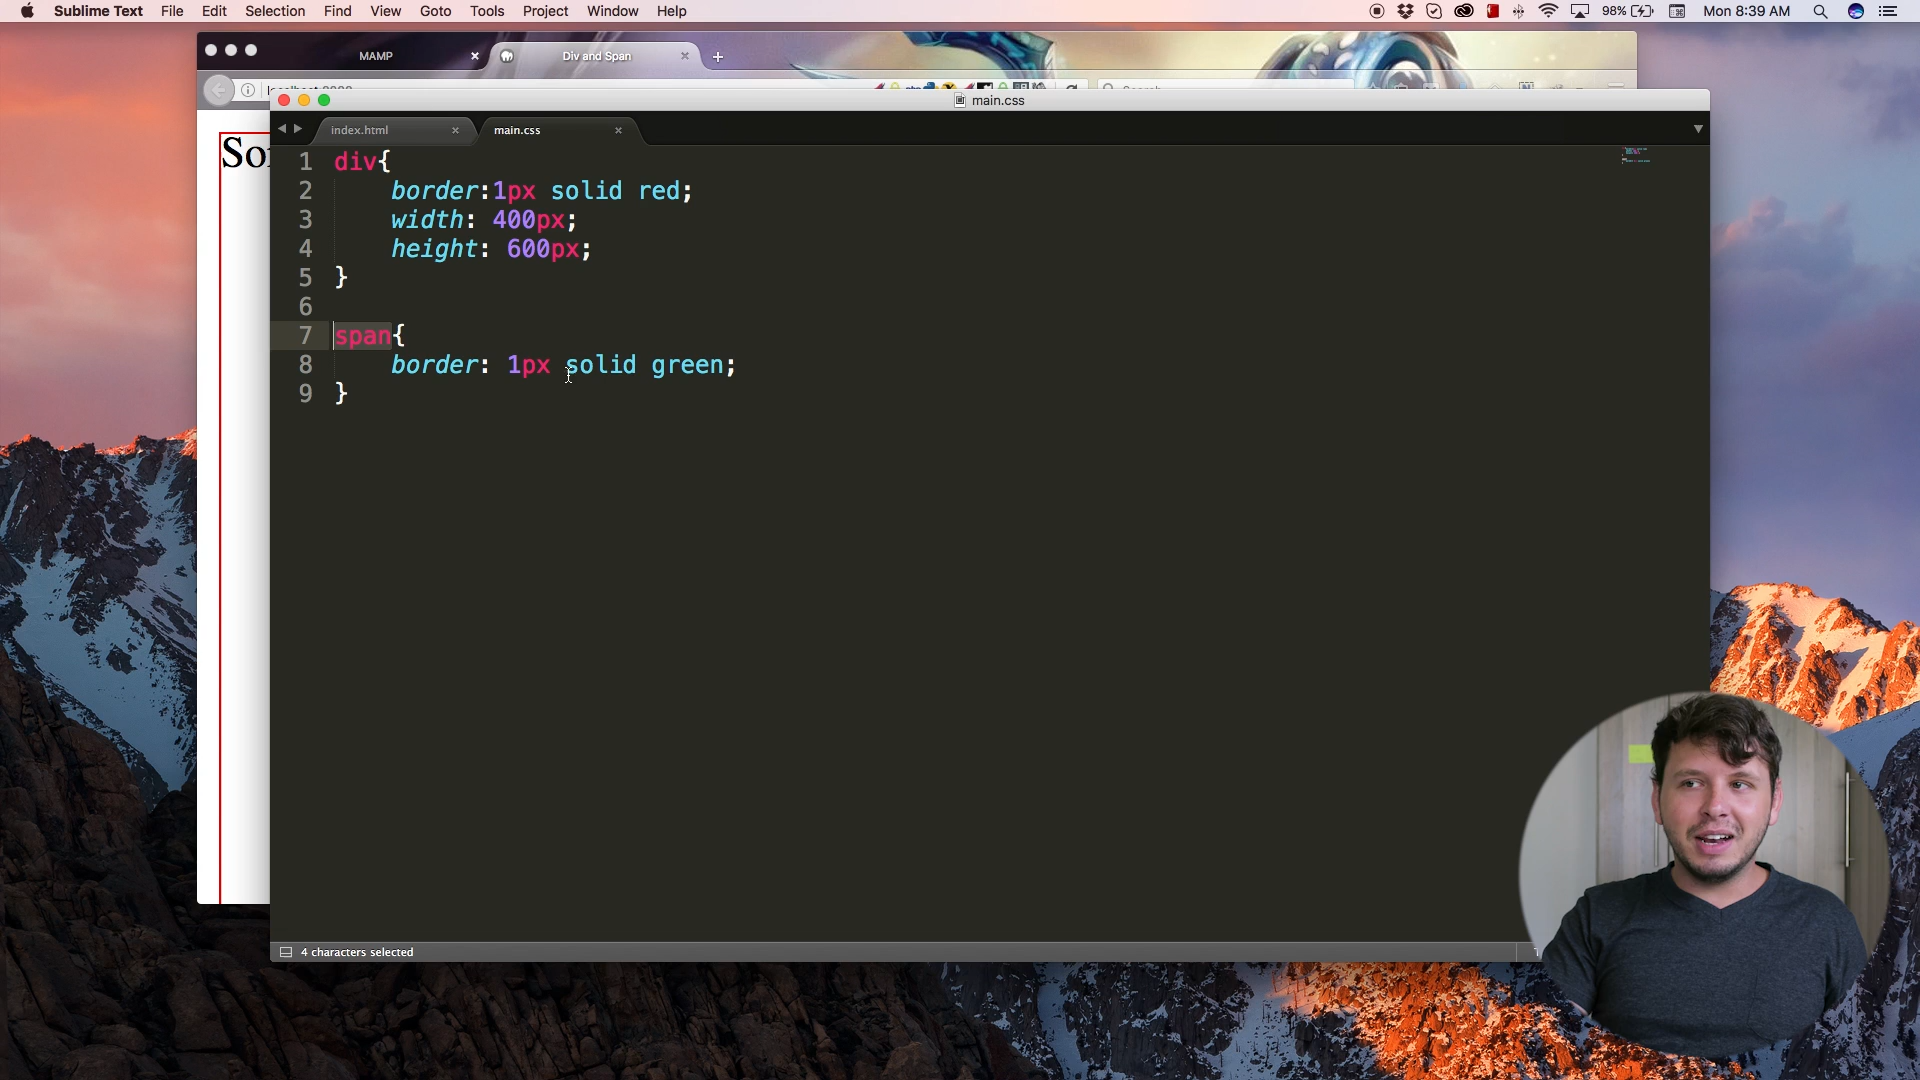 Sublime Text File Edit Selection Find View Goto Tools Project Window Help 98% Mon 8:39 AM
MAMP Div and Span
main.css
index.html main.css
1 div{
2 border:1px solid red;
3 width: 400px;
4 height: 600px;
5 }
6
7 span{
8 border: 1px solid green;
9 }
4 characters selected